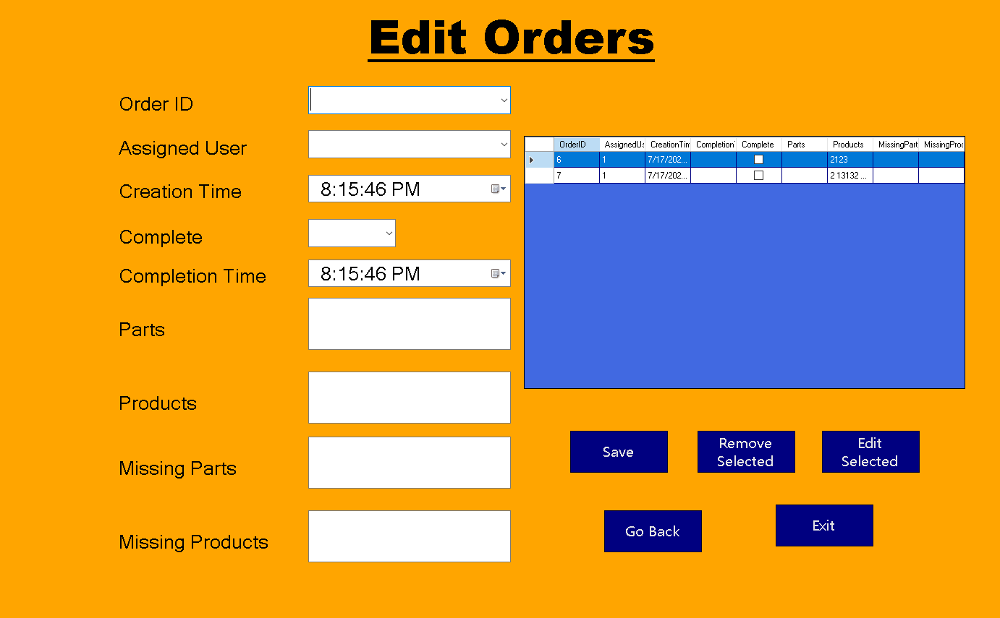 Edit Orders
Order ID
Assigned User
Creation Time 8:15:46 PM
Complete
Completion Time 8:15:46 PM
Parts
Products
Missing Parts
Missing Products
OrderID AssignedUs CreationTim Completion Complete Parts Products MissingPart MissingProd
6 1 7/17/202... 2123
7 1 7/17/202... 2 13132 ...
Save
Remove
Selected
Edit
Selected
Go Back
Exit